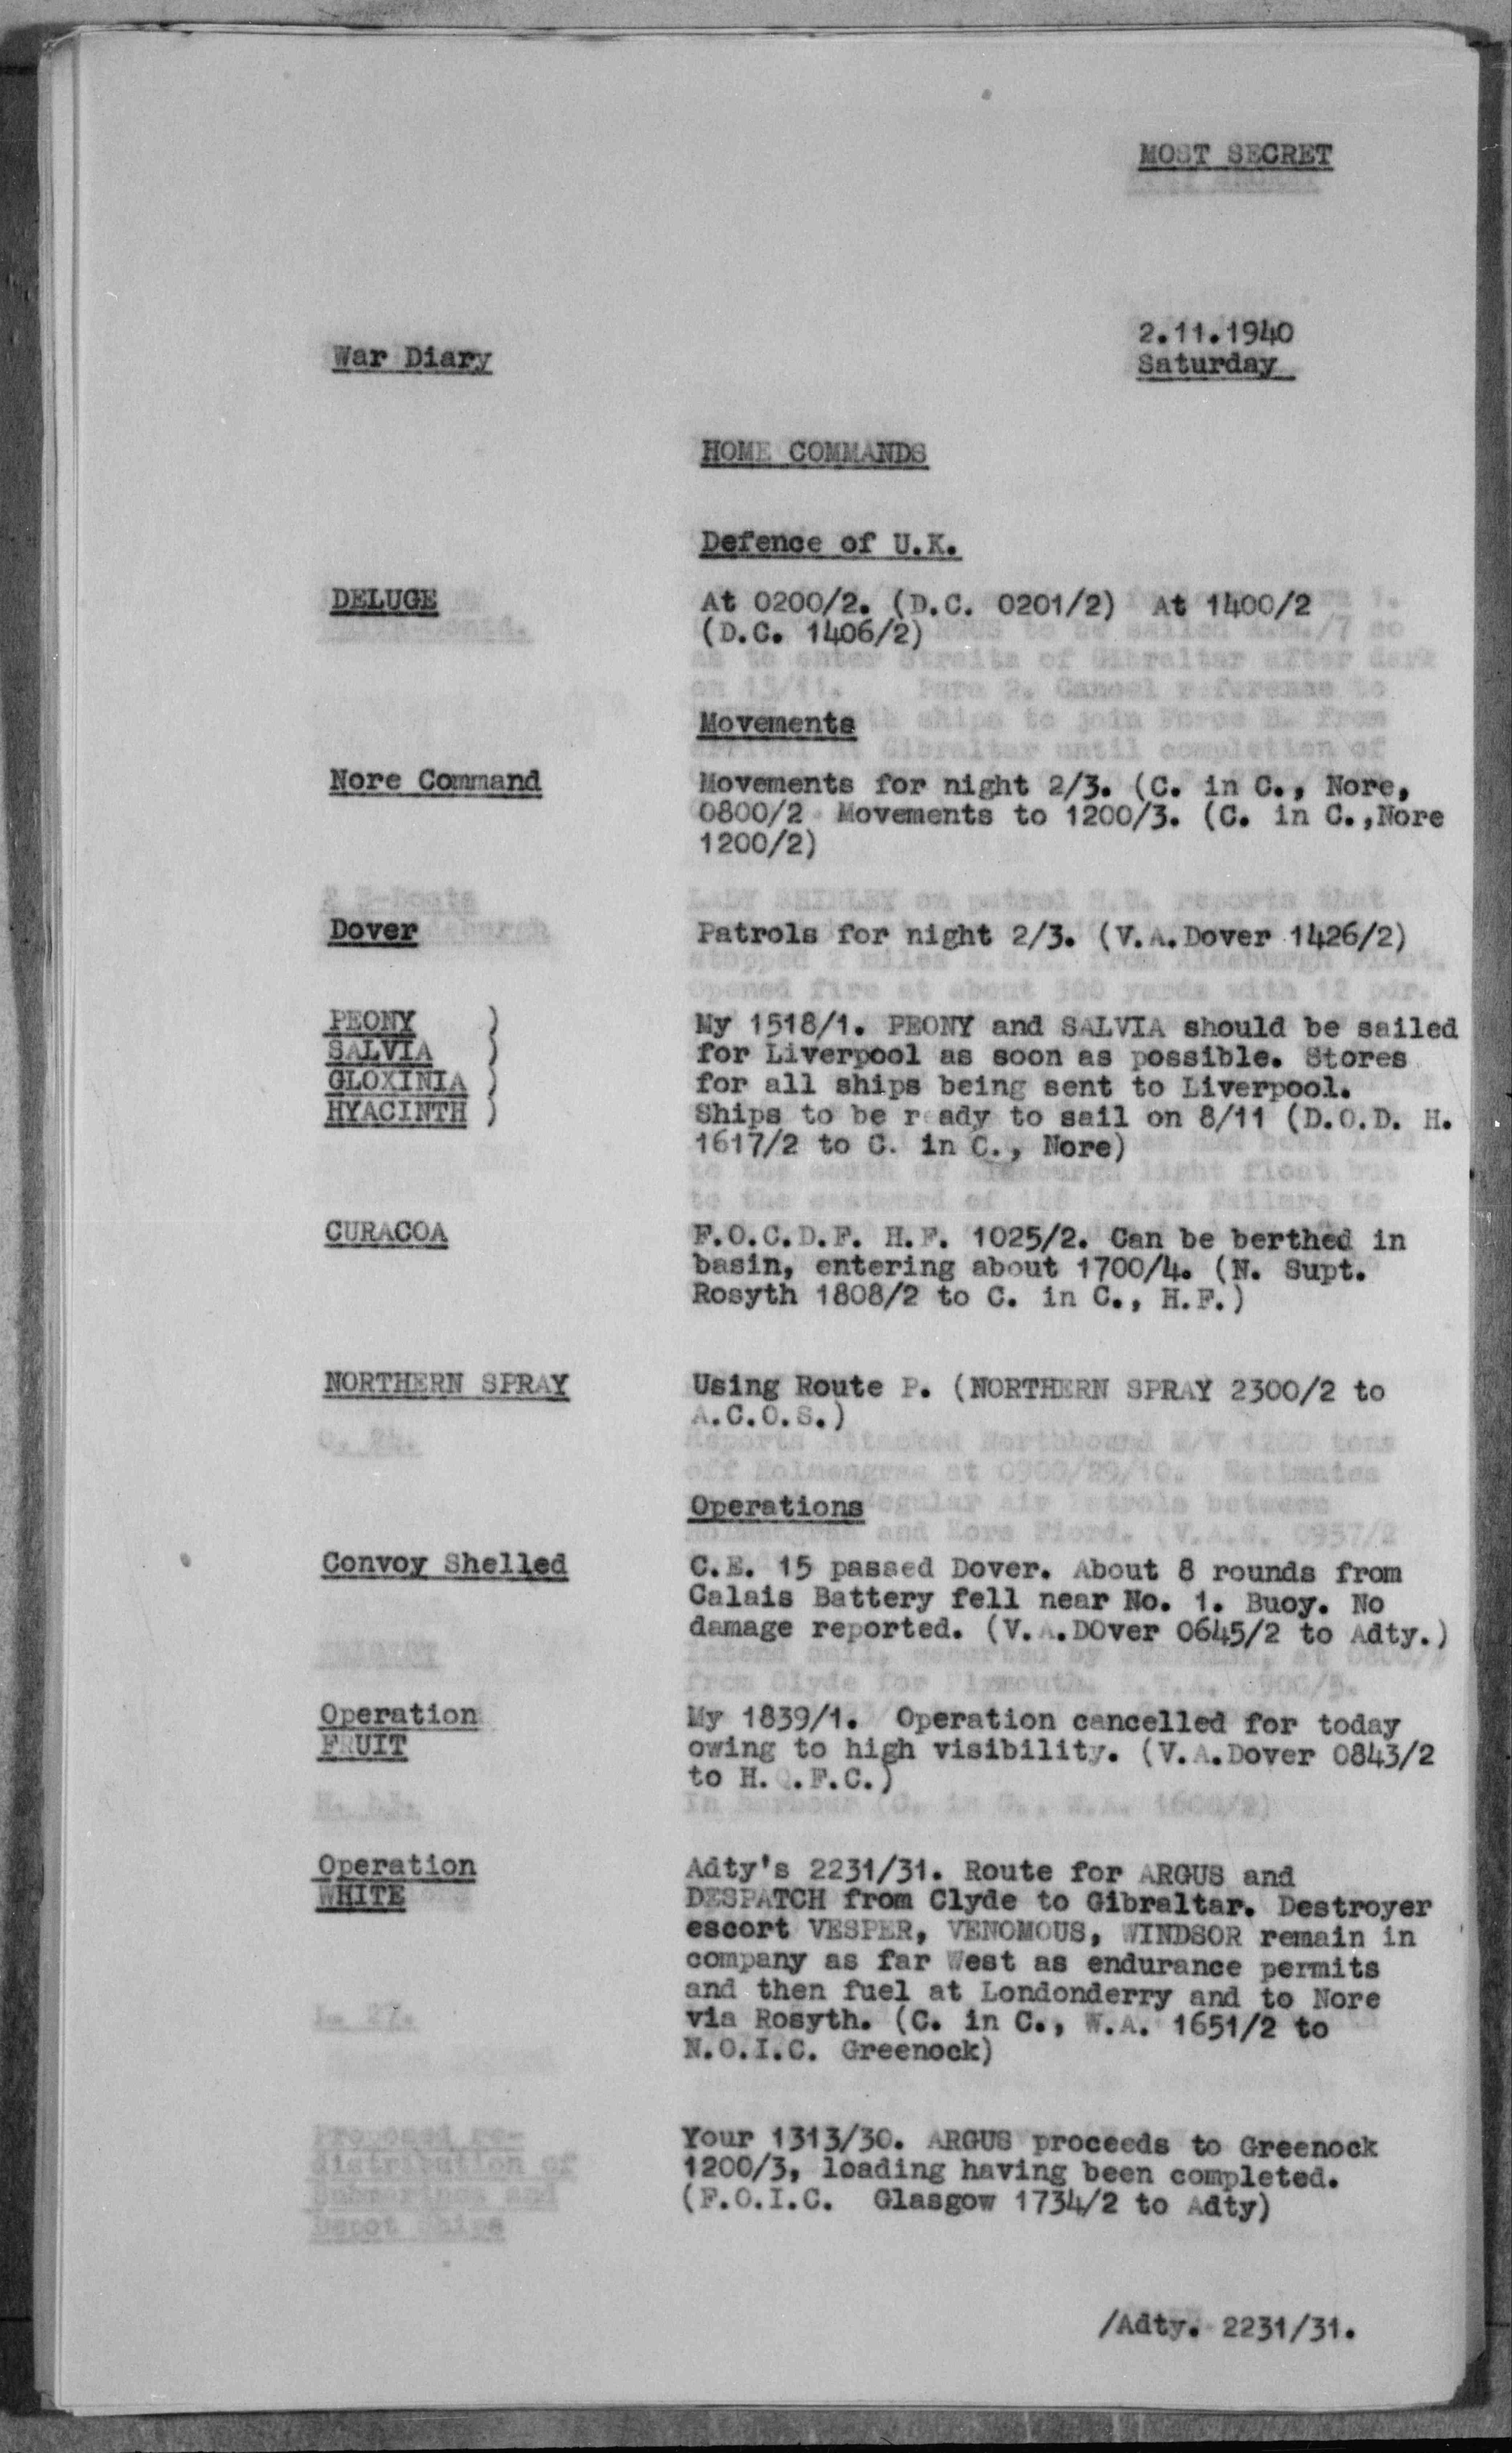 MOST SECRET
2.11.1940
War Diary
Saturday
HOME COMMANDS
Defence of U.K.
DELUGE
At 0200/2. (D.C. 0201/2) At 1400/2
(D.C. 1406/2)
Movements
Nore Command
Movements for night 2/3. (C. in C., Nore,
0800/2 Movements to 1200/3. (C. in C.,Nore
1200/2)
Dover
Patrols for night 2/3. (V.A.Dover 1426/2)
PEONY )
SALVIA )
GLOXINIA )
HYACINTH )
My 1518/1. PEONY and SALVIA should be sailed
for Liverpool as soon as possible. Stores
for all ships being sent to Liverpool.
Ships to be ready to sail on 8/11 (D.O.D. H.
1617/2 to C. in C., Nore)
CURACOA
F.O.C.D.F. H.F. 1025/2. Can be berthed in
basin, entering about 1700/4. (N. Supt.
Rosyth 1808/2 to C. in C., H.F.)
NORTHERN SPRAY
Using Route P. (NORTHERN SPRAY 2300/2 to
A.C.O.S.)
Operations
Convoy Shelled
C.E. 15 passed Dover. About 8 rounds from
Calais Battery fell near No. 1. Buoy. No
damage reported. (V.A.DOver 0645/2 to Adty.)
Operation
FRUIT
My 1839/1. Operation cancelled for today
owing to high visibility. (V.A.Dover 0843/2
to H.Q.F.C.)
Operation
WHITE
Adty's 2231/31. Route for ARGUS and
DESPATCH from Clyde to Gibraltar. Destroyer
escort VESPER, VENOMOUS, WINDSOR remain in
company as far West as endurance permits
and then fuel at Londonderry and to Nore
via Rosyth. (C. in C., W.A. 1651/2 to
N.O.I.C. Greenock)
Your 1313/30. ARGUS proceeds to Greenock
1200/3, loading having been completed.
(F.O.I.C. Glasgow 1734/2 to Adty)
/Adty. 2231/31.